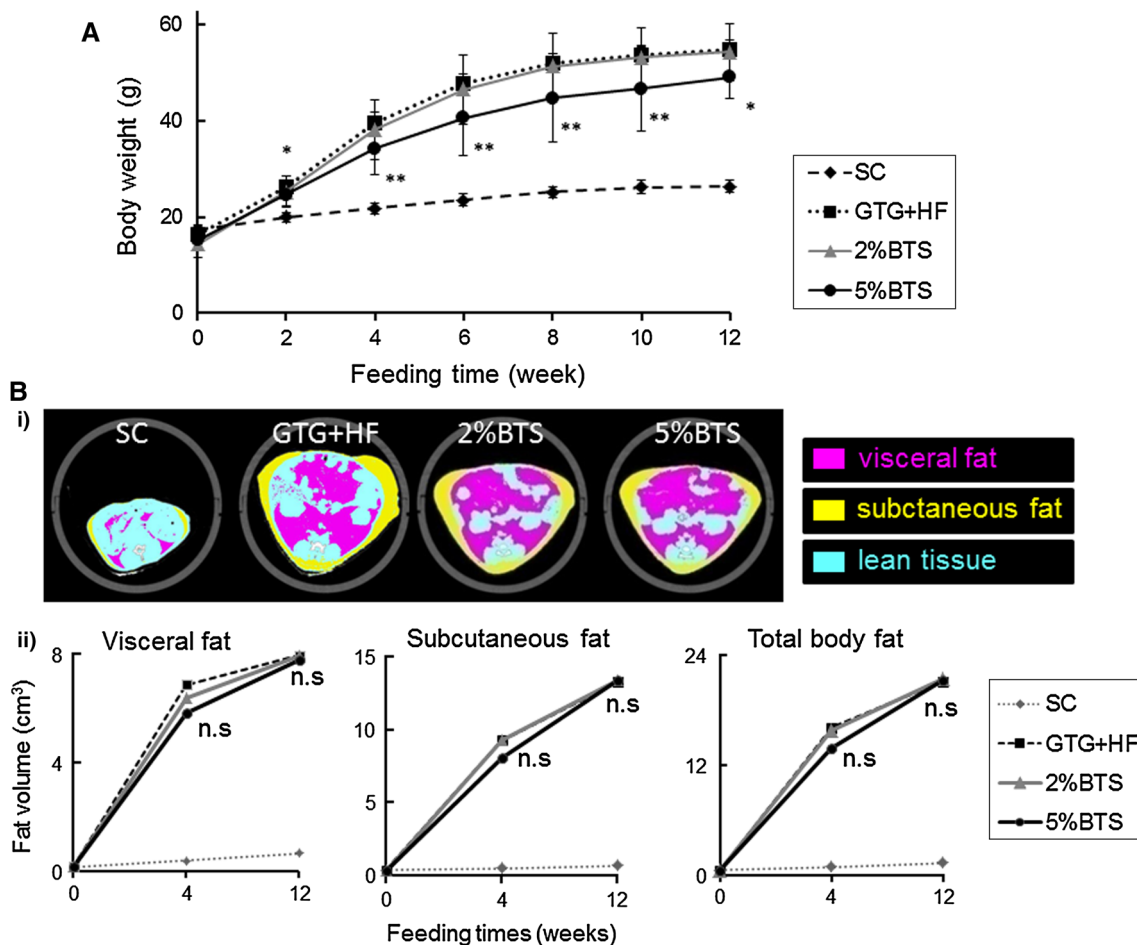 A
Body weight (g)
60
40
20
0
*
**
**
**
**
*
0 2 4 6 8 10 12
Feeding time (week)
SC
GTG+HF
2%BTS
5%BTS
B
i)
SC GTG+HF 2%BTS 5%BTS
visceral fat
subctaneous fat
lean tissue
ii)
Visceral fat
Fat volume (cm³)
8
6
4
2
0
n.s
n.s
0 4 12
Subcutaneous fat
15
10
5
0
n.s
n.s
0 4 12
Total body fat
24
12
0
n.s
n.s
0 4 12
Feeding times (weeks)
SC
GTG+HF
2%BTS
5%BTS